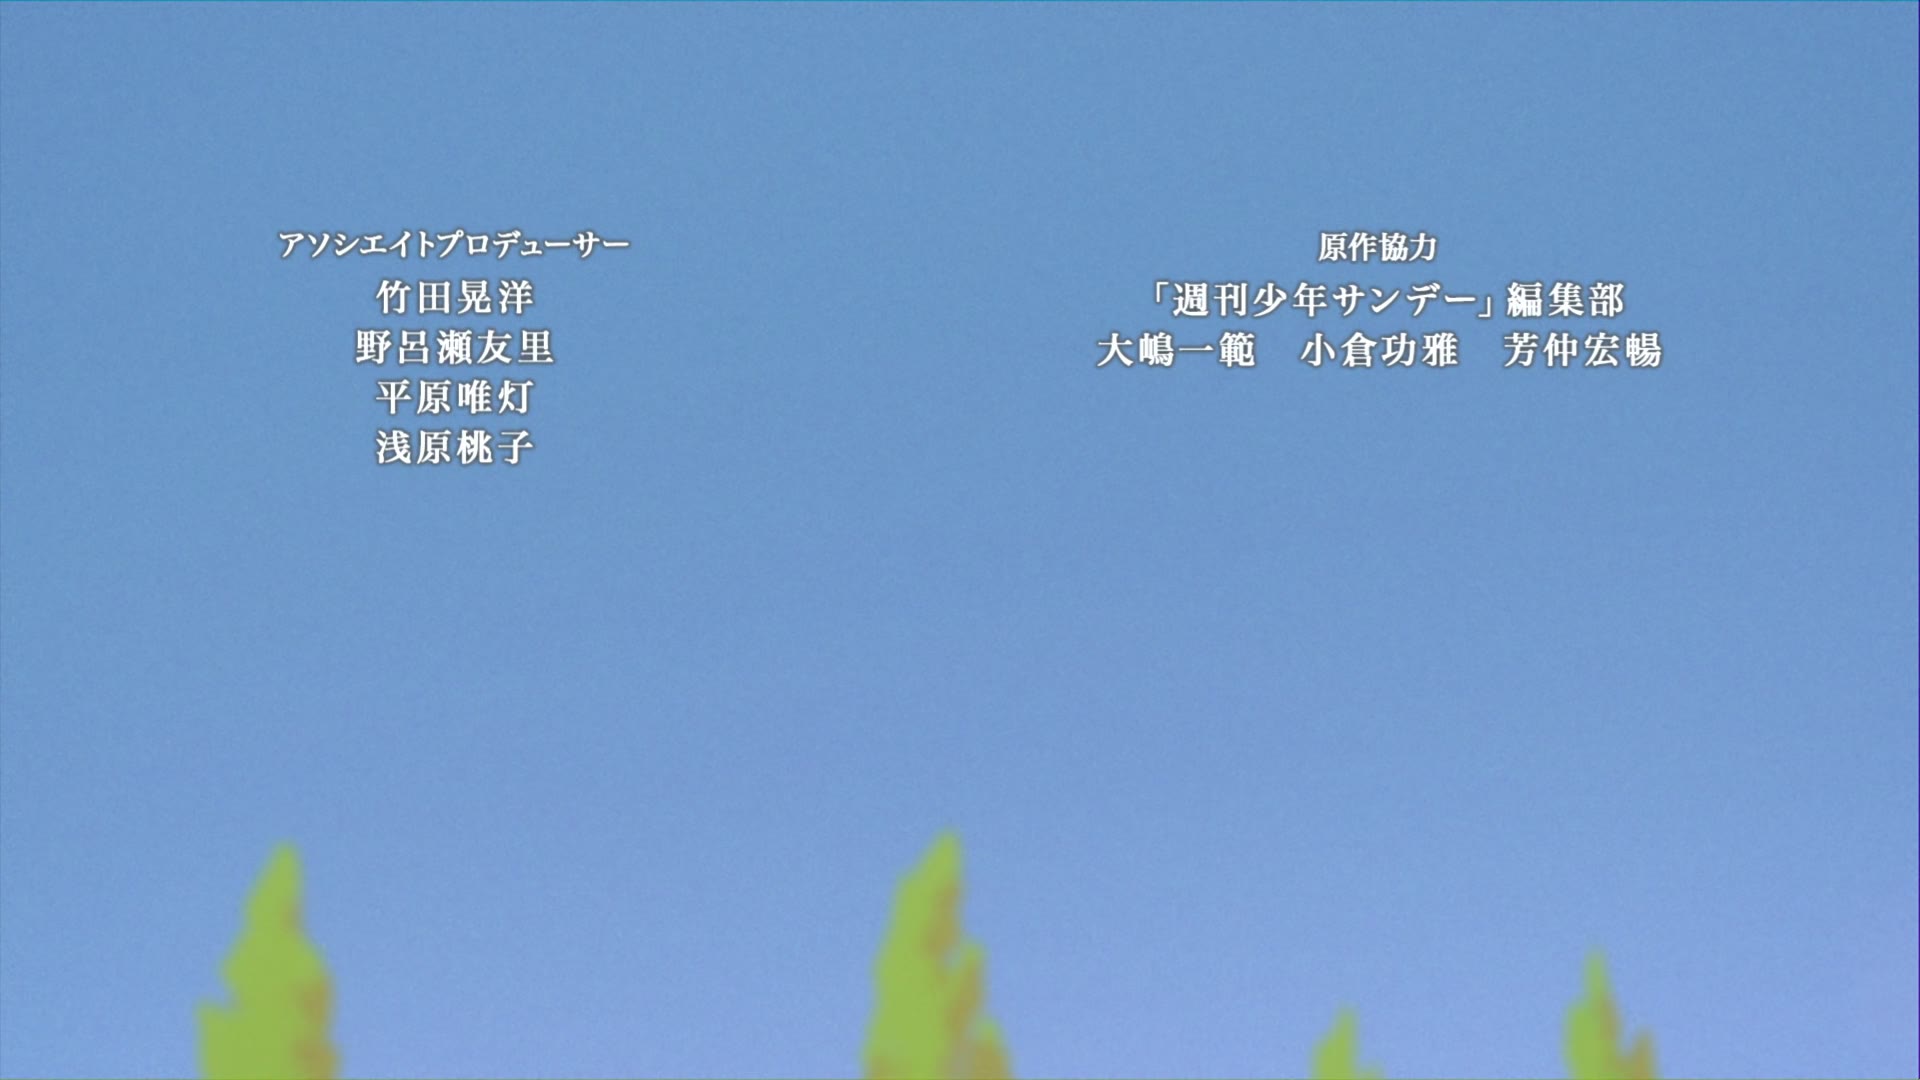 アソシエイトプロデューサー
竹田晃洋
野呂瀬友里
平原唯灯
浅原桃子
原作協力
「週刊少年サンデー」編集部
大嶋一範　小倉功雅　芳仲宏暢